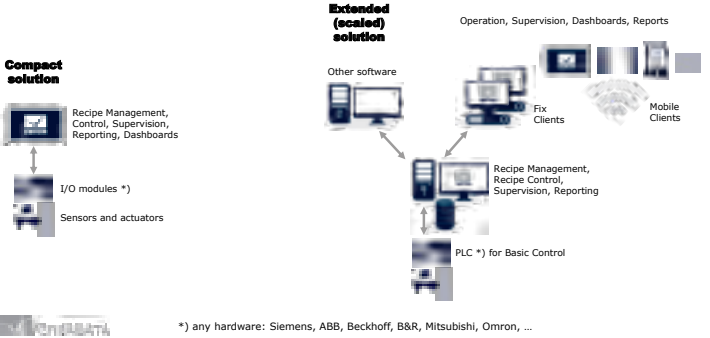 Compact
solution
Recipe Management,
Control, Supervision,
Reporting, Dashboards
I/O modules *)
Sensors and actuators
Extended
(scaled)
solution
Operation, Supervision, Dashboards, Reports
Other software
Fix
Clients
Mobile
Clients
Recipe Management,
Recipe Control,
Supervision, Reporting
PLC *) for Basic Control
*) any hardware: Siemens, ABB, Beckhoff, B&R, Mitsubishi, Omron, …